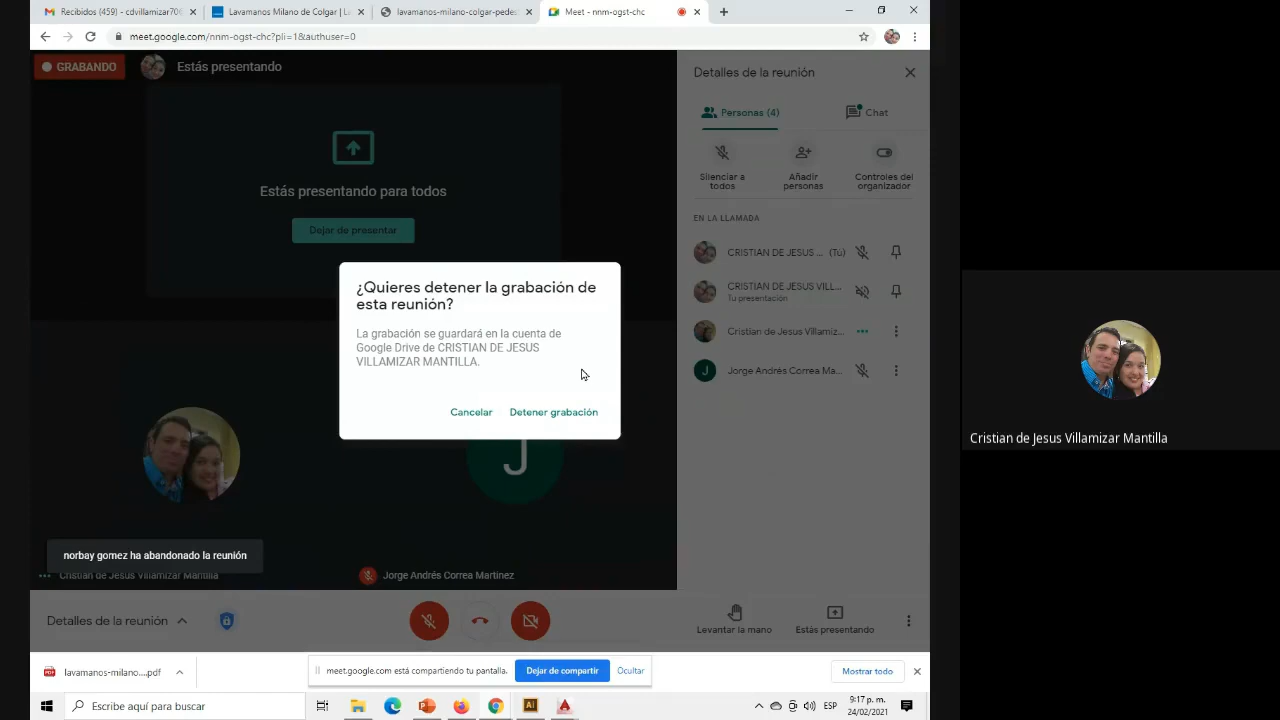 Recibidos (459) - cdvillamizar706
Lavamanos Milano de Colgar | La
lavamanos-milano-colgar-pedes
Meet - nnm-ogst-chc
meet.google.com/nnm-ogst-chc?pli=1&authuser=0
GRABANDO
Estás presentando
Detalles de la reunión
Personas (4)
Chat
Silenciar a todos
Añadir personas
Controles del organizador
Estás presentando para todos
Dejar de presentar
EN LA LLAMADA
CRISTIAN DE JESUS ... (Tú)
CRISTIAN DE JESUS VILL...
Tu presentación
Cristian de Jesus Villamiz...
Jorge Andrés Correa Ma...
¿Quieres detener la grabación de
esta reunión?
La grabación se guardará en la cuenta de
Google Drive de CRISTIAN DE JESUS
VILLAMIZAR MANTILLA.
Cancelar
Detener grabación
J
J
Cristian de Jesus Villamizar Mantilla
norbay gomez ha abandonado la reunión
Cristian de Jesus Villamizar Mantilla
Jorge Andrés Correa Martinez
Detalles de la reunión
Levantar la mano
Estás presentando
lavamanos-milano-....pdf
meet.google.com está compartiendo tu pantalla.
Dejar de compartir
Ocultar
Mostrar todo
Escribe aquí para buscar
ESP
9:17 p. m.
24/02/2021